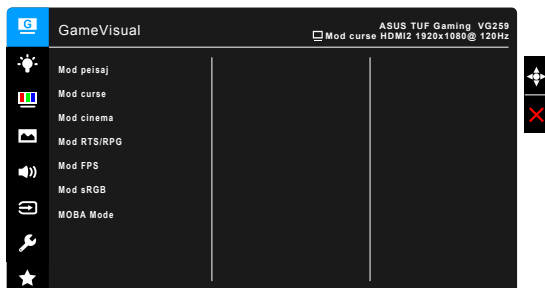 G
GameVisual
ASUS TUF Gaming VG259
Mod curse HDMI2 1920x1080@ 120Hz
Mod peisaj
Mod curse
Mod cinema
Mod RTS/RPG
Mod FPS
Mod sRGB
MOBA Mode